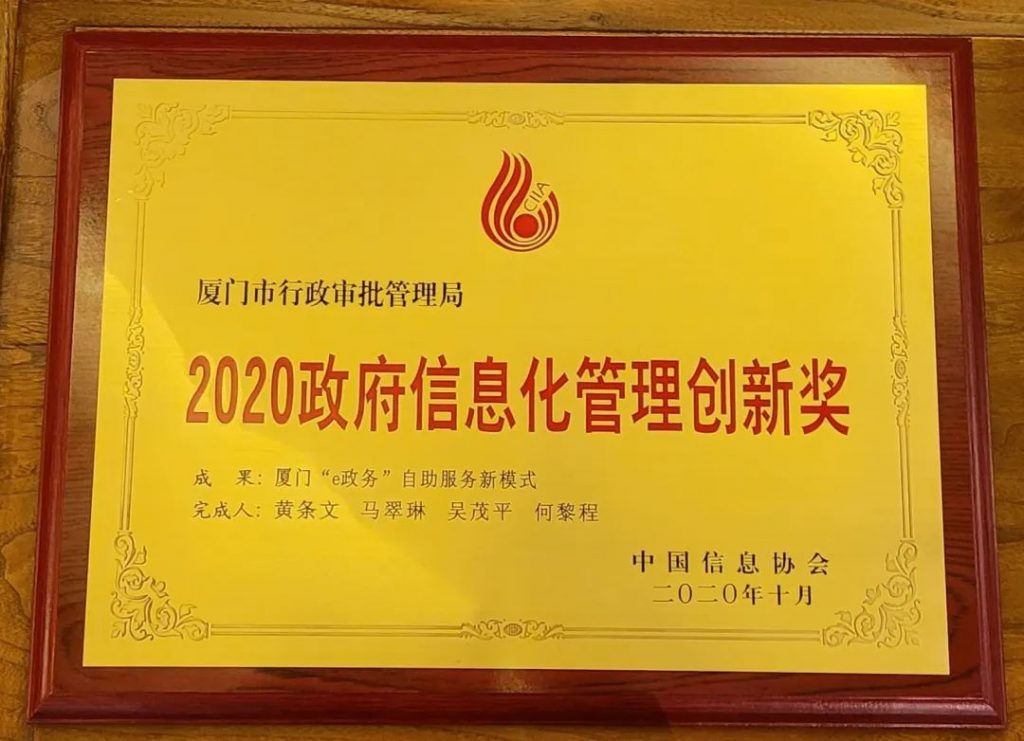 CIIA
厦门市行政审批管理局
2020政府信息化管理创新奖
成 果：厦门“e政务”自助服务新模式
完成人：黄条文 马翠琳 吴茂平 何黎程
中国信息协会
二〇二〇年十月